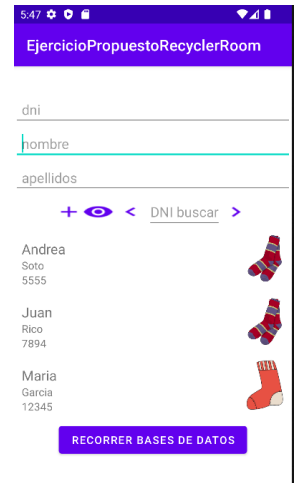 5:47
EjercicioPropuestoRecyclerRoom
dni
nombre
apellidos
+ < DNI buscar >
Andrea
Soto
5555
Juan
Rico
7894
Maria
Garcia
12345
RECORRER BASES DE DATOS